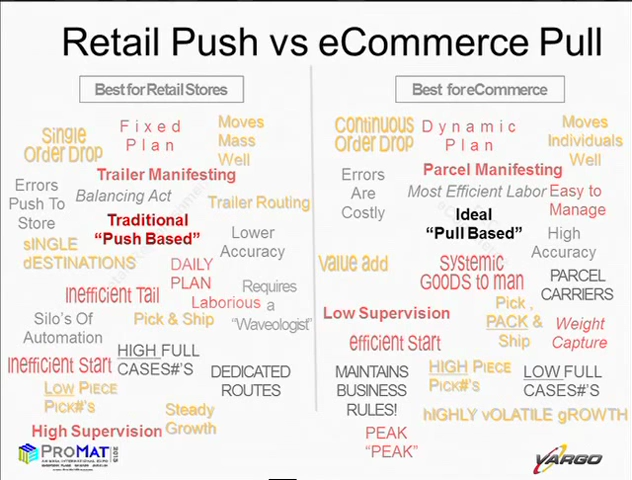 Retail Push vs eCommerce Pull
Best for Retail Stores
Single
Order Drop
Fixed
Plan
Moves
Mass
Well
Trailer Manifesting
Errors
Push To
Store
Balancing Act
Trailer Routing
Traditional
“Push Based”
Lower
Accuracy
sINGLE
dESTINATIONS
DAILY
PLAN
Inefficient Tail
Laborious
Requires
a
“Waveologist”
Silo’s Of
Automation
Pick & Ship
Inefficient Start
HIGH FULL
CASES#’S
DEDICATED
ROUTES
LOW PIECE
PICK#’S
Steady
Growth
High Supervision
Best for eCommerce
Continuous
Order Drop
Dynamic
Plan
Moves
Individuals
Well
Parcel Manifesting
Errors
Are
Costly
Most Efficient Labor
Easy to
Manage
Ideal
“Pull Based”
High
Accuracy
Value add
Systemic
GOODS to man
PARCEL
CARRIERS
Low Supervision
Pick,
PACK &
Ship
Weight
Capture
efficient Start
MAINTAINS
BUSINESS
RULES!
HIGH PIECE
PICK#’S
LOW FULL
CASES#’S
hIGHLY vOLATILE gROWTH
PEAK
“PEAK”
PROMAT
2015
VARGO